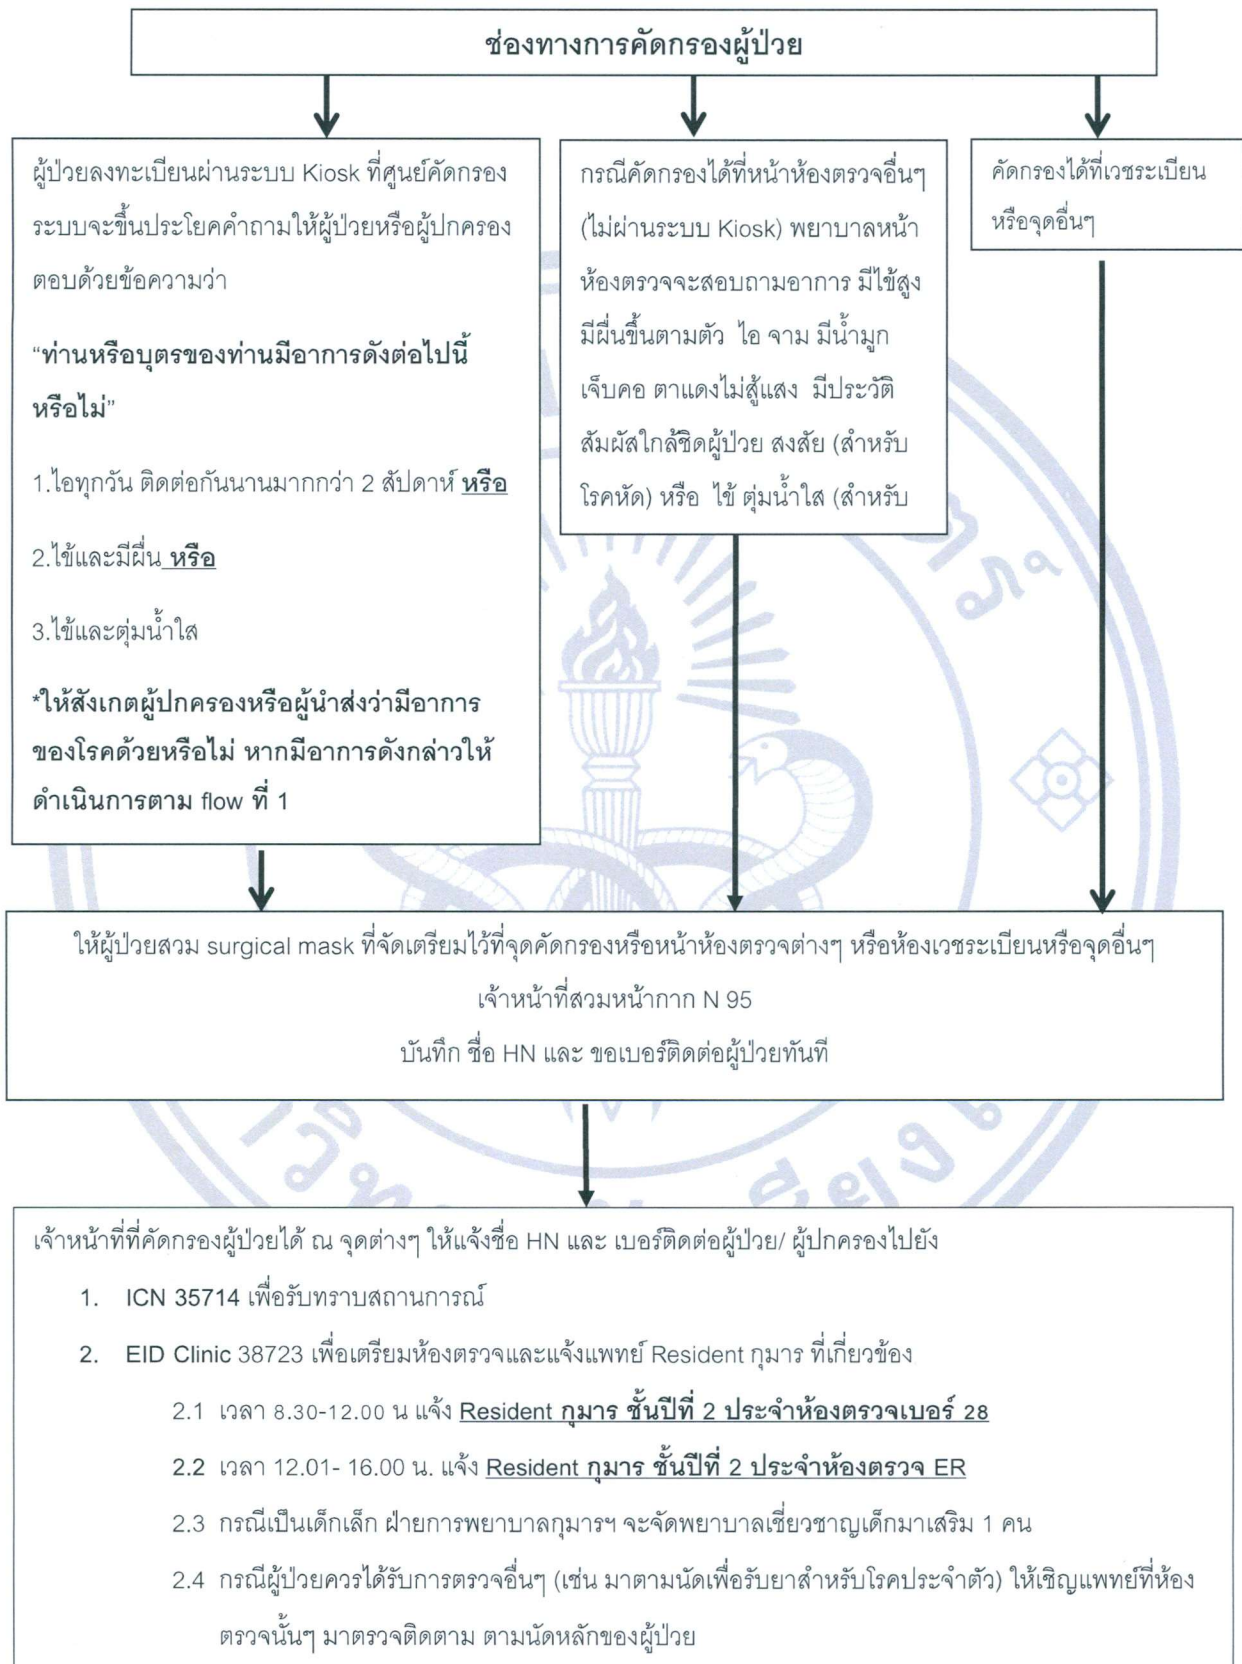 ช่องทางการคัดกรองผู้ป่วย
ผู้ป่วยลงทะเบียนผ่านระบบ Kiosk ที่ศูนย์คัดกรอง
ระบบจะขึ้นประโยคคำถามให้ผู้ป่วยหรือผู้ปกครอง
ตอบด้วยข้อความว่า
“ท่านหรือบุตรของท่านมีอาการดังต่อไปนี้
หรือไม่”
1.ไอทุกวัน ติดต่อกันนานมากกว่า 2 สัปดาห์ หรือ
2.ไข้และมีผื่น หรือ
3.ไข้และตุ่มน้ำใส
*ให้สังเกตผู้ปกครองหรือผู้นำส่งว่ามีอาการ
ของโรคด้วยหรือไม่ หากมีอาการดังกล่าวให้
ดำเนินการตาม flow ที่ 1
กรณีคัดกรองได้ที่หน้าห้องตรวจอื่นๆ
(ไม่ผ่านระบบ Kiosk) พยาบาลหน้า
ห้องตรวจจะสอบถามอาการ มีไข้สูง
มีผื่นขึ้นตามตัว ไอ จาม มีน้ำมูก
เจ็บคอ ตาแดงไม่สู้แสง มีประวัติ
สัมผัสใกล้ชิดผู้ป่วย สงสัย (สำหรับ
โรคหัด) หรือ ไข้ ตุ่มน้ำใส (สำหรับ
คัดกรองได้ที่เวชระเบียน
หรือจุดอื่นๆ
ให้ผู้ป่วยสวม surgical mask ที่จัดเตรียมไว้ที่จุดคัดกรองหรือหน้าห้องตรวจต่างๆ หรือห้องเวชระเบียนหรือจุดอื่นๆ
เจ้าหน้าที่สวมหน้ากาก N 95
บันทึก ชื่อ HN และ ขอเบอร์ติดต่อผู้ป่วยทันที
เจ้าหน้าที่ที่คัดกรองผู้ป่วยได้ ณ จุดต่างๆ ให้แจ้งชื่อ HN และ เบอร์ติดต่อผู้ป่วย/ ผู้ปกครองไปยัง
1. ICN 35714 เพื่อรับทราบสถานการณ์
2. EID Clinic 38723 เพื่อเตรียมห้องตรวจและแจ้งแพทย์ Resident กุมาร ที่เกี่ยวข้อง
2.1 เวลา 8.30-12.00 น แจ้ง Resident กุมาร ชั้นปีที่ 2 ประจำห้องตรวจเบอร์ 28
2.2 เวลา 12.01- 16.00 น. แจ้ง Resident กุมาร ชั้นปีที่ 2 ประจำห้องตรวจ ER
2.3 กรณีเป็นเด็กเล็ก ฝ่ายการพยาบาลกุมารฯ จะจัดพยาบาลเชี่ยวชาญเด็กมาเสริม 1 คน
2.4 กรณีผู้ป่วยควรได้รับการตรวจอื่นๆ (เช่น มาตามนัดเพื่อรับยาสำหรับโรคประจำตัว) ให้เชิญแพทย์ที่ห้อง
ตรวจนั้นๆ มาตรวจติดตาม ตามนัดหลักของผู้ป่วย